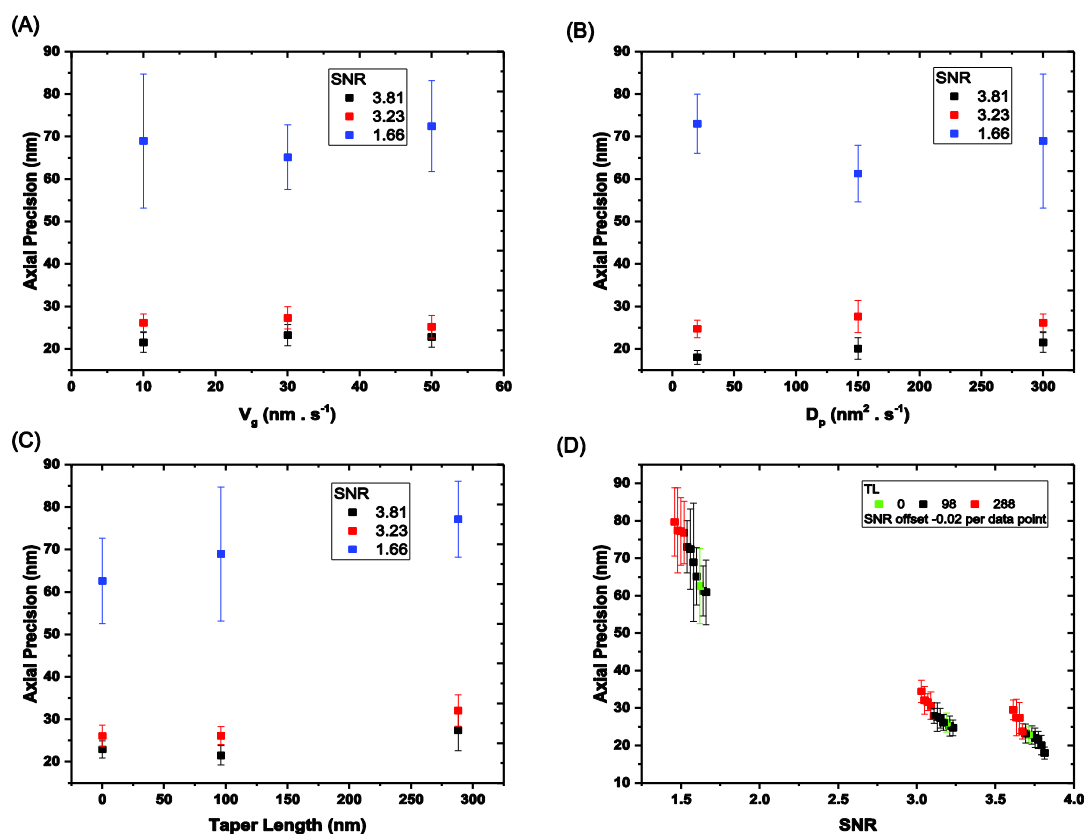 (A)
90
80
70
60
50
40
30
20
Axial Precision (nm)
SNR
3.81
3.23
1.66
0 10 20 30 40 50 60
Vg (nm . s⁻¹)
(B)
90
80
70
60
50
40
30
20
Axial Precision (nm)
SNR
3.81
3.23
1.66
0 50 100 150 200 250 300
Dp (nm² . s⁻¹)
(C)
90
80
70
60
50
40
30
20
Axial Precision (nm)
SNR
3.81
3.23
1.66
0 50 100 150 200 250 300
Taper Length (nm)
(D)
90
80
70
60
50
40
30
20
10
Axial Precision (nm)
TL
0 98 288
SNR offset -0.02 per data point
1.5 2.0 2.5 3.0 3.5 4.0
SNR